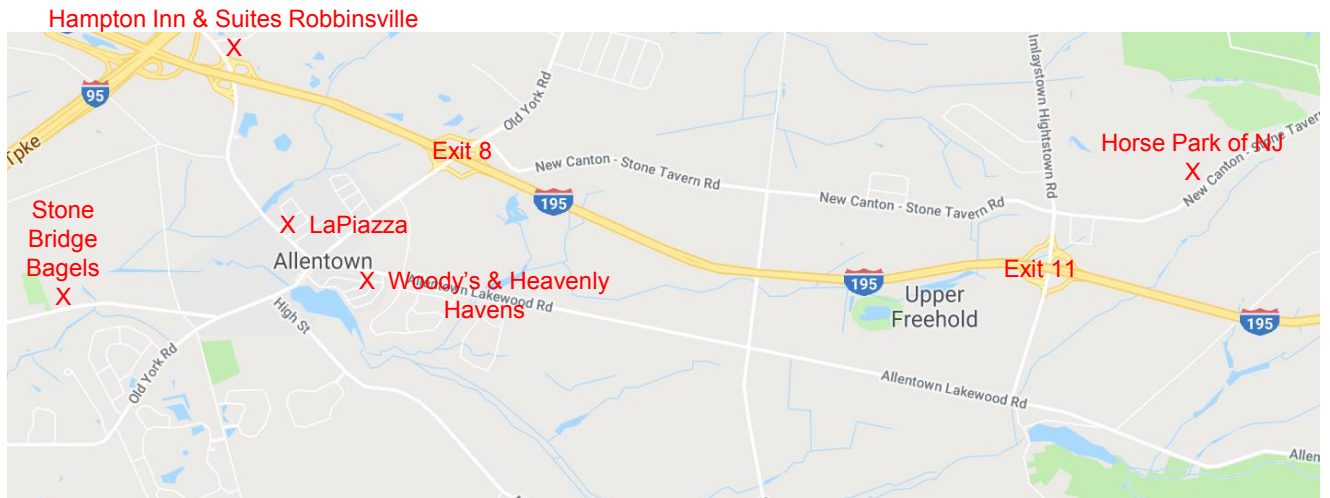 Hampton Inn & Suites Robbinsville
X
95
Tpke
Old York Rd
Imlaystown Hightstown Rd
Exit 8
Horse Park of NJ
X
New Canton - Stone Tavern Rd
New Canton - Stone Tavern Rd
New Canton - Stone Tavern
195
Stone
Bridge
Bagels
X
X LaPiazza
Allentown
X Woody's & Heavenly
Havens
Allentown Lakewood Rd
Exit 11
195
Upper
Freehold
195
High St
Old York Rd
Allentown Lakewood Rd
Allen